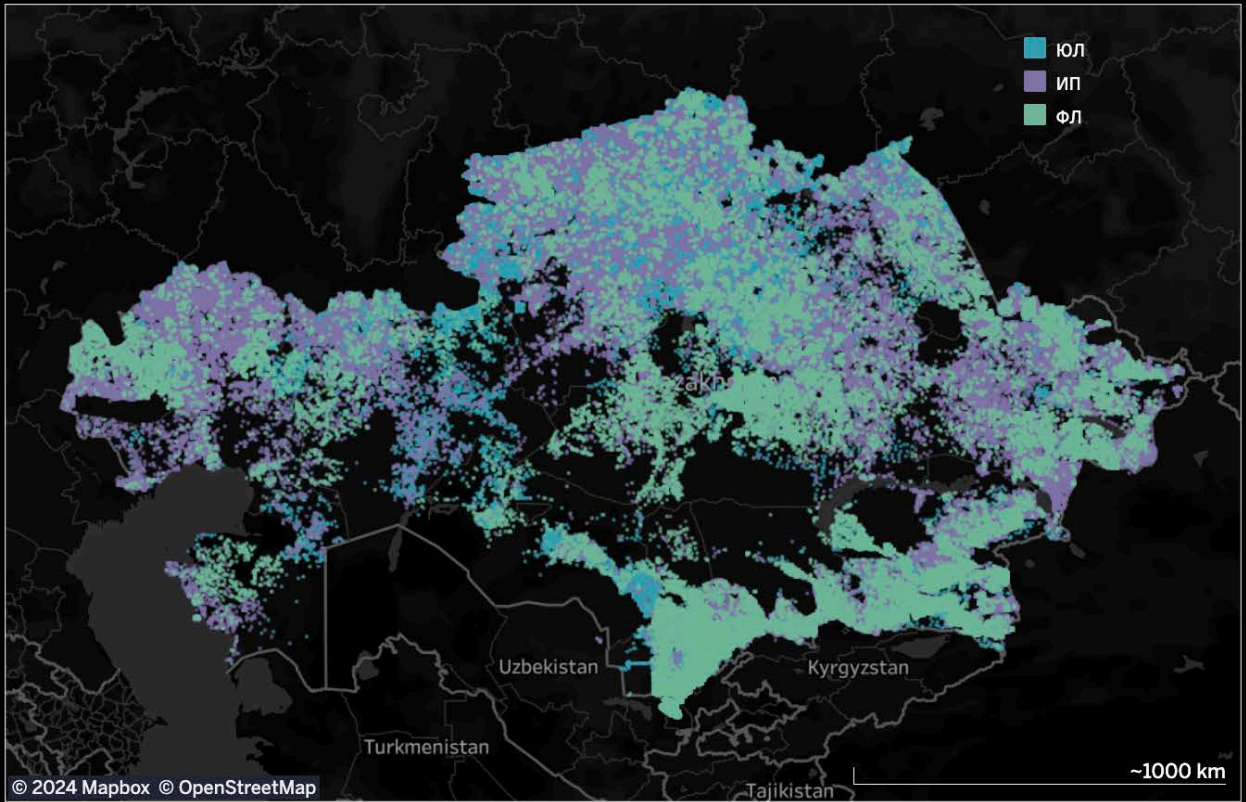 ЮЛ
ИП
ФЛ
Uzbekistan
Kyrgyzstan
Turkmenistan
Tajikistan
~1000 km
© 2024 Mapbox © OpenStreetMap